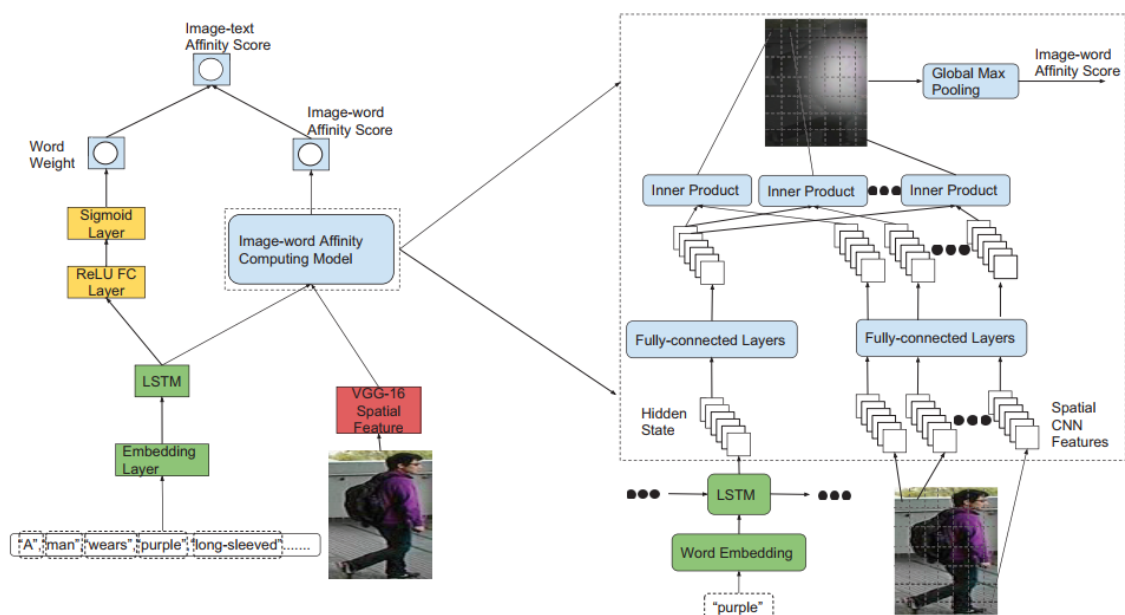 Image-text
Affinity Score
Word
Weight
Image-word
Affinity Score
Sigmoid
Layer
ReLU FC
Layer
Image-word Affinity
Computing Model
LSTM
VGG-16
Spatial
Feature
Embedding
Layer
"A", "man" "wears" "purple" "long-sleeved" ......
Global Max
Pooling
Image-word
Affinity Score
Inner Product
Inner Product
Inner Product
Fully-connected Layers
Fully-connected Layers
Hidden
State
Spatial
CNN
Features
LSTM
Word Embedding
"purple"